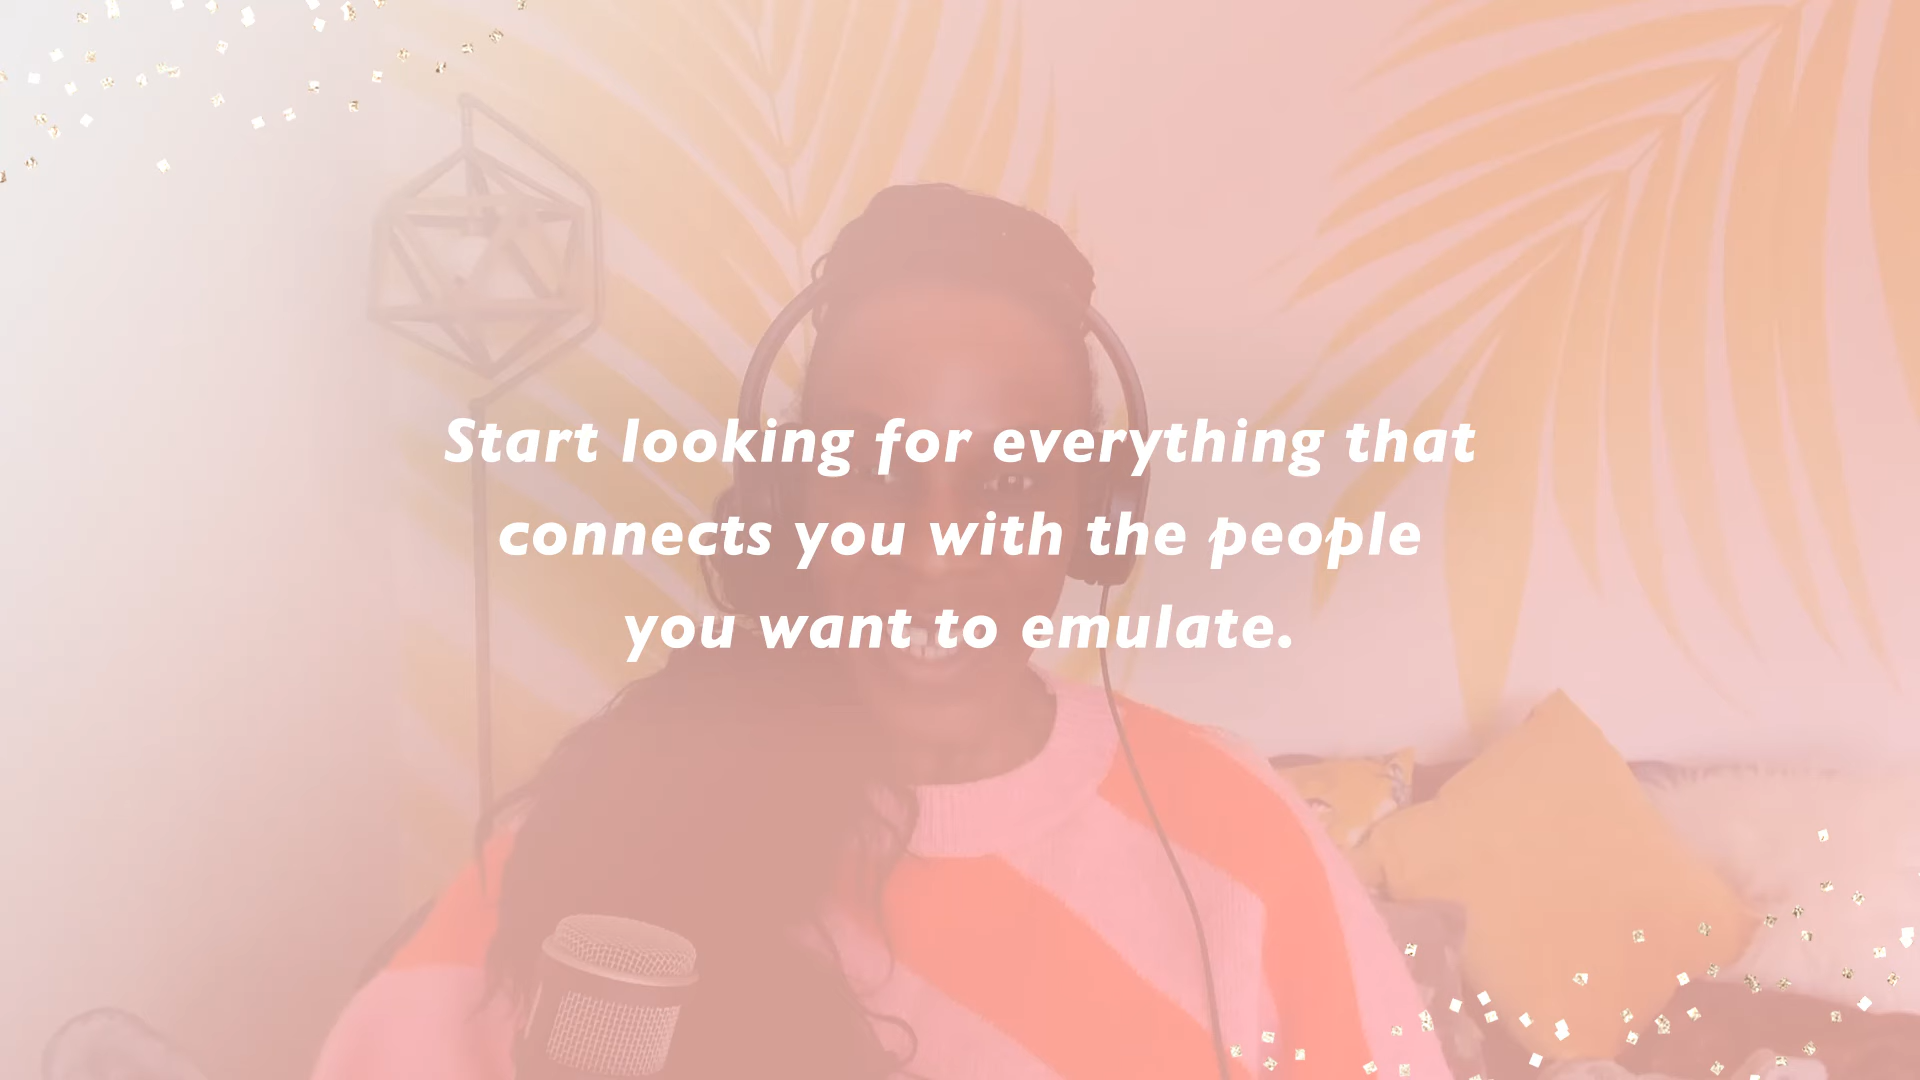 Start looking for everything that
connects you with the people
you want to emulate.